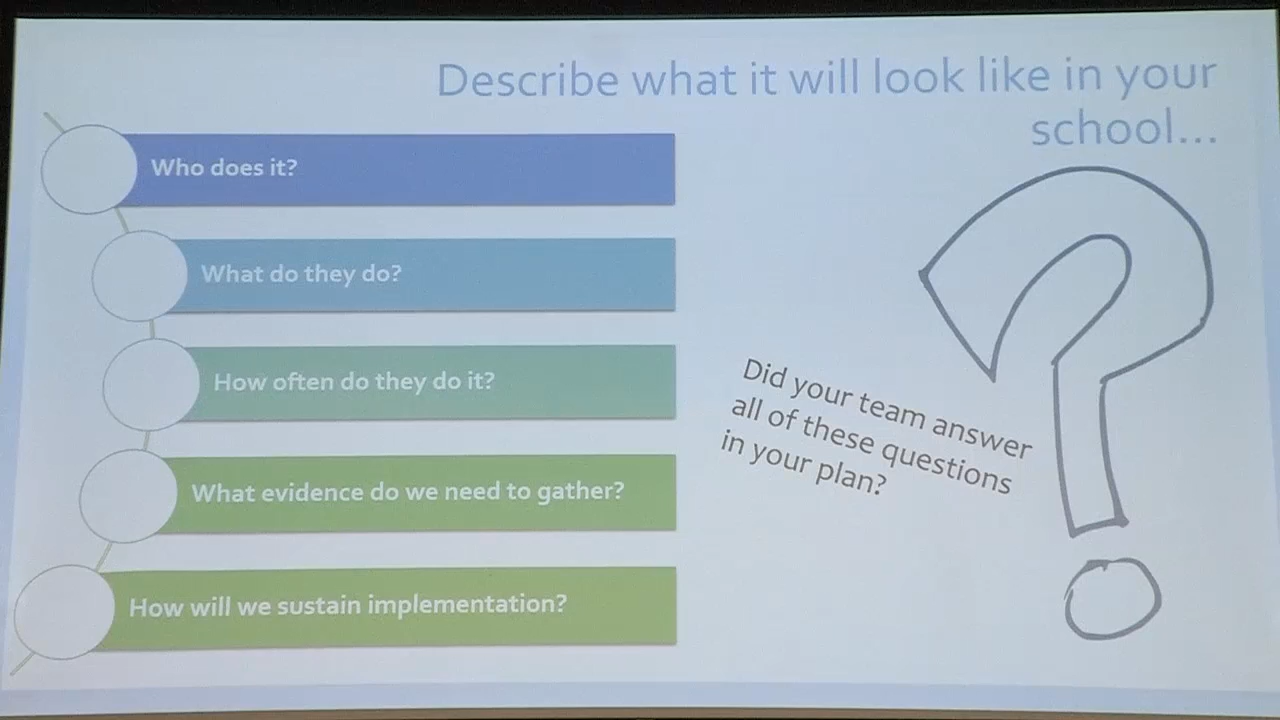 Describe what it will look like in your
school...
Who does it?
What do they do?
How often do they do it?
What evidence do we need to gather?
How will we sustain implementation?
Did your team answer
all of these questions
in your plan?